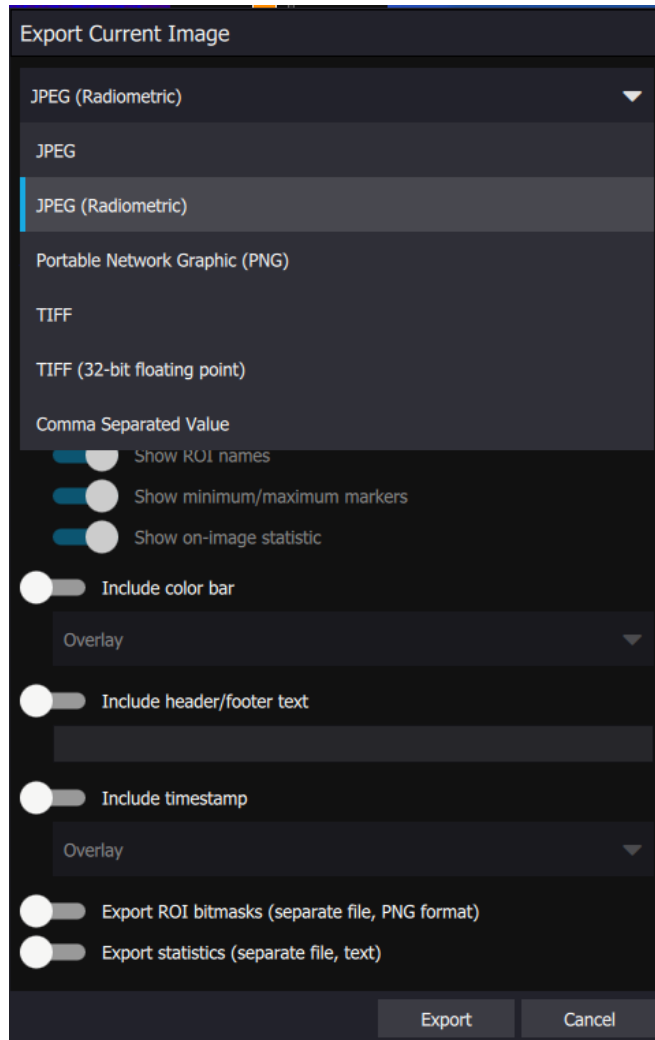 Export Current Image
JPEG (Radiometric)
JPEG
JPEG (Radiometric)
Portable Network Graphic (PNG)
TIFF
TIFF (32-bit floating point)
Comma Separated Value
Show ROI names
Show minimum/maximum markers
Show on-image statistic
Include color bar
Overlay
Include header/footer text
Include timestamp
Overlay
Export ROI bitmasks (separate file, PNG format)
Export statistics (separate file, text)
Export Cancel